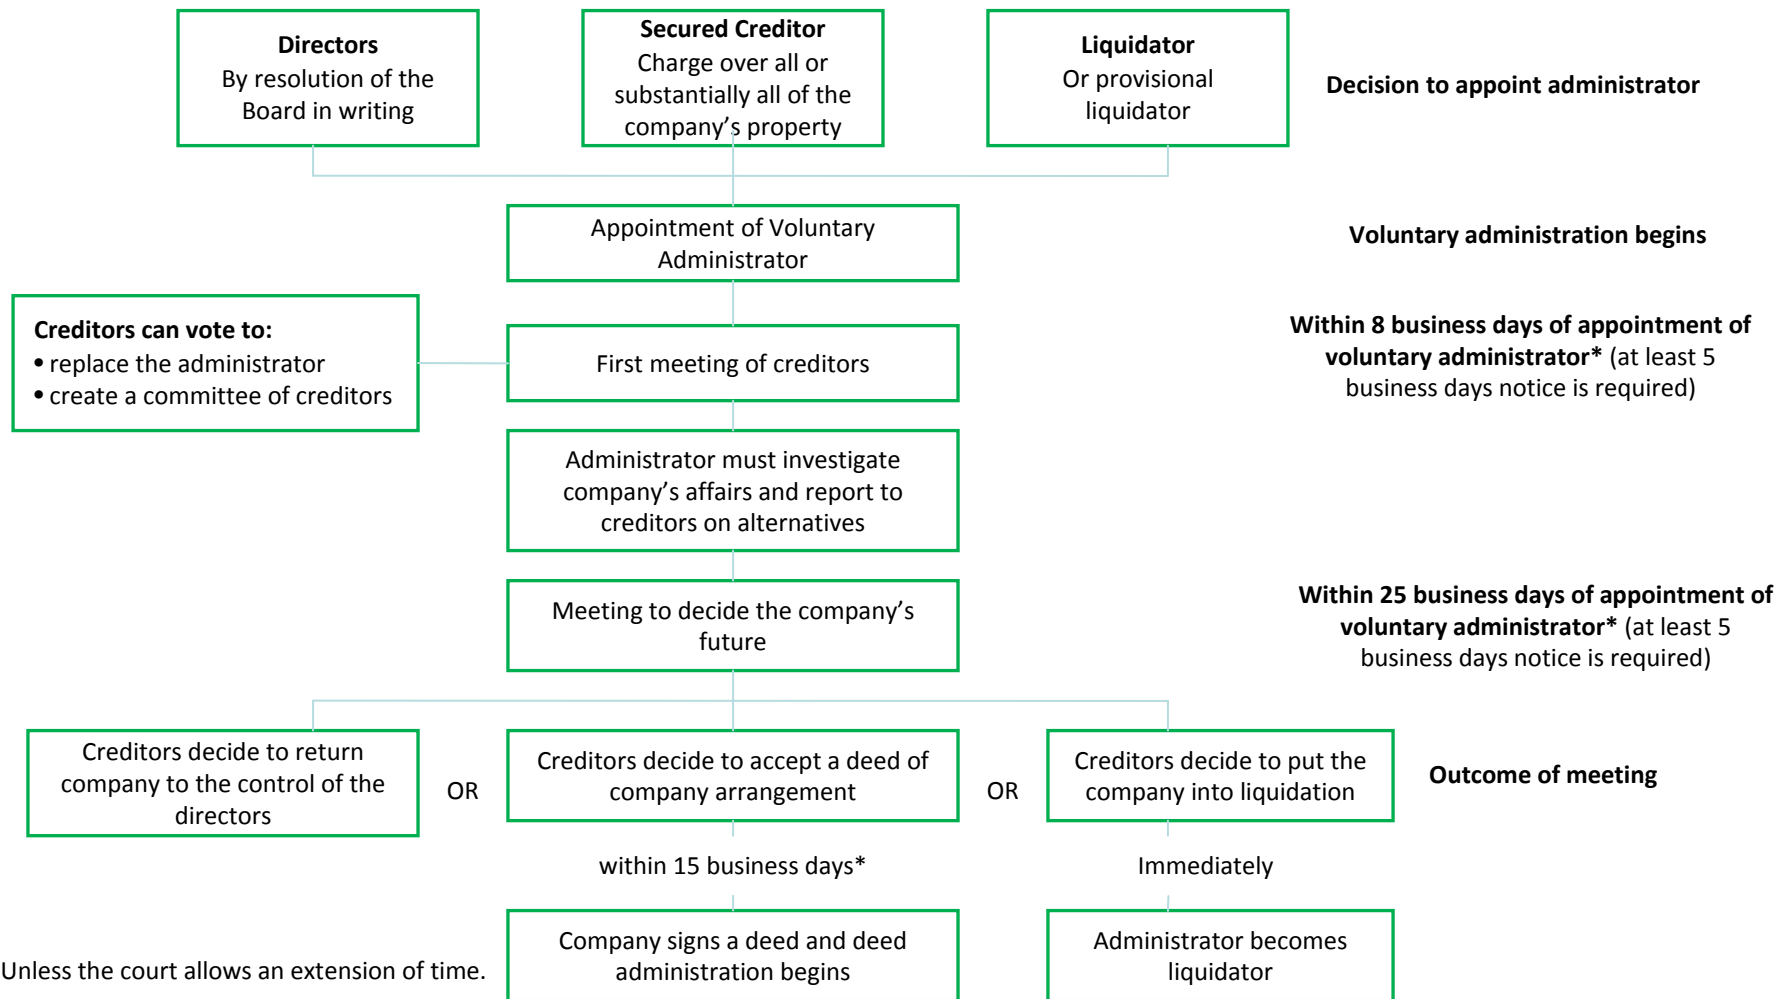 Directors
By resolution of the
Board in writing
Secured Creditor
Charge over all or
substantially all of the
company’s property
Liquidator
Or provisional
liquidator
Decision to appoint administrator
Appointment of Voluntary
Administrator
Voluntary administration begins
Creditors can vote to:
• replace the administrator
• create a committee of creditors
First meeting of creditors
Within 8 business days of appointment of
voluntary administrator* (at least 5
business days notice is required)
Administrator must investigate
company’s affairs and report to
creditors on alternatives
Meeting to decide the company’s
future
Within 25 business days of appointment of
voluntary administrator* (at least 5
business days notice is required)
Creditors decide to return
company to the control of the
directors
OR
Creditors decide to accept a deed of
company arrangement
OR
Creditors decide to put the
company into liquidation
Outcome of meeting
within 15 business days*
Immediately
Company signs a deed and deed
administration begins
Administrator becomes
liquidator
Unless the court allows an extension of time.